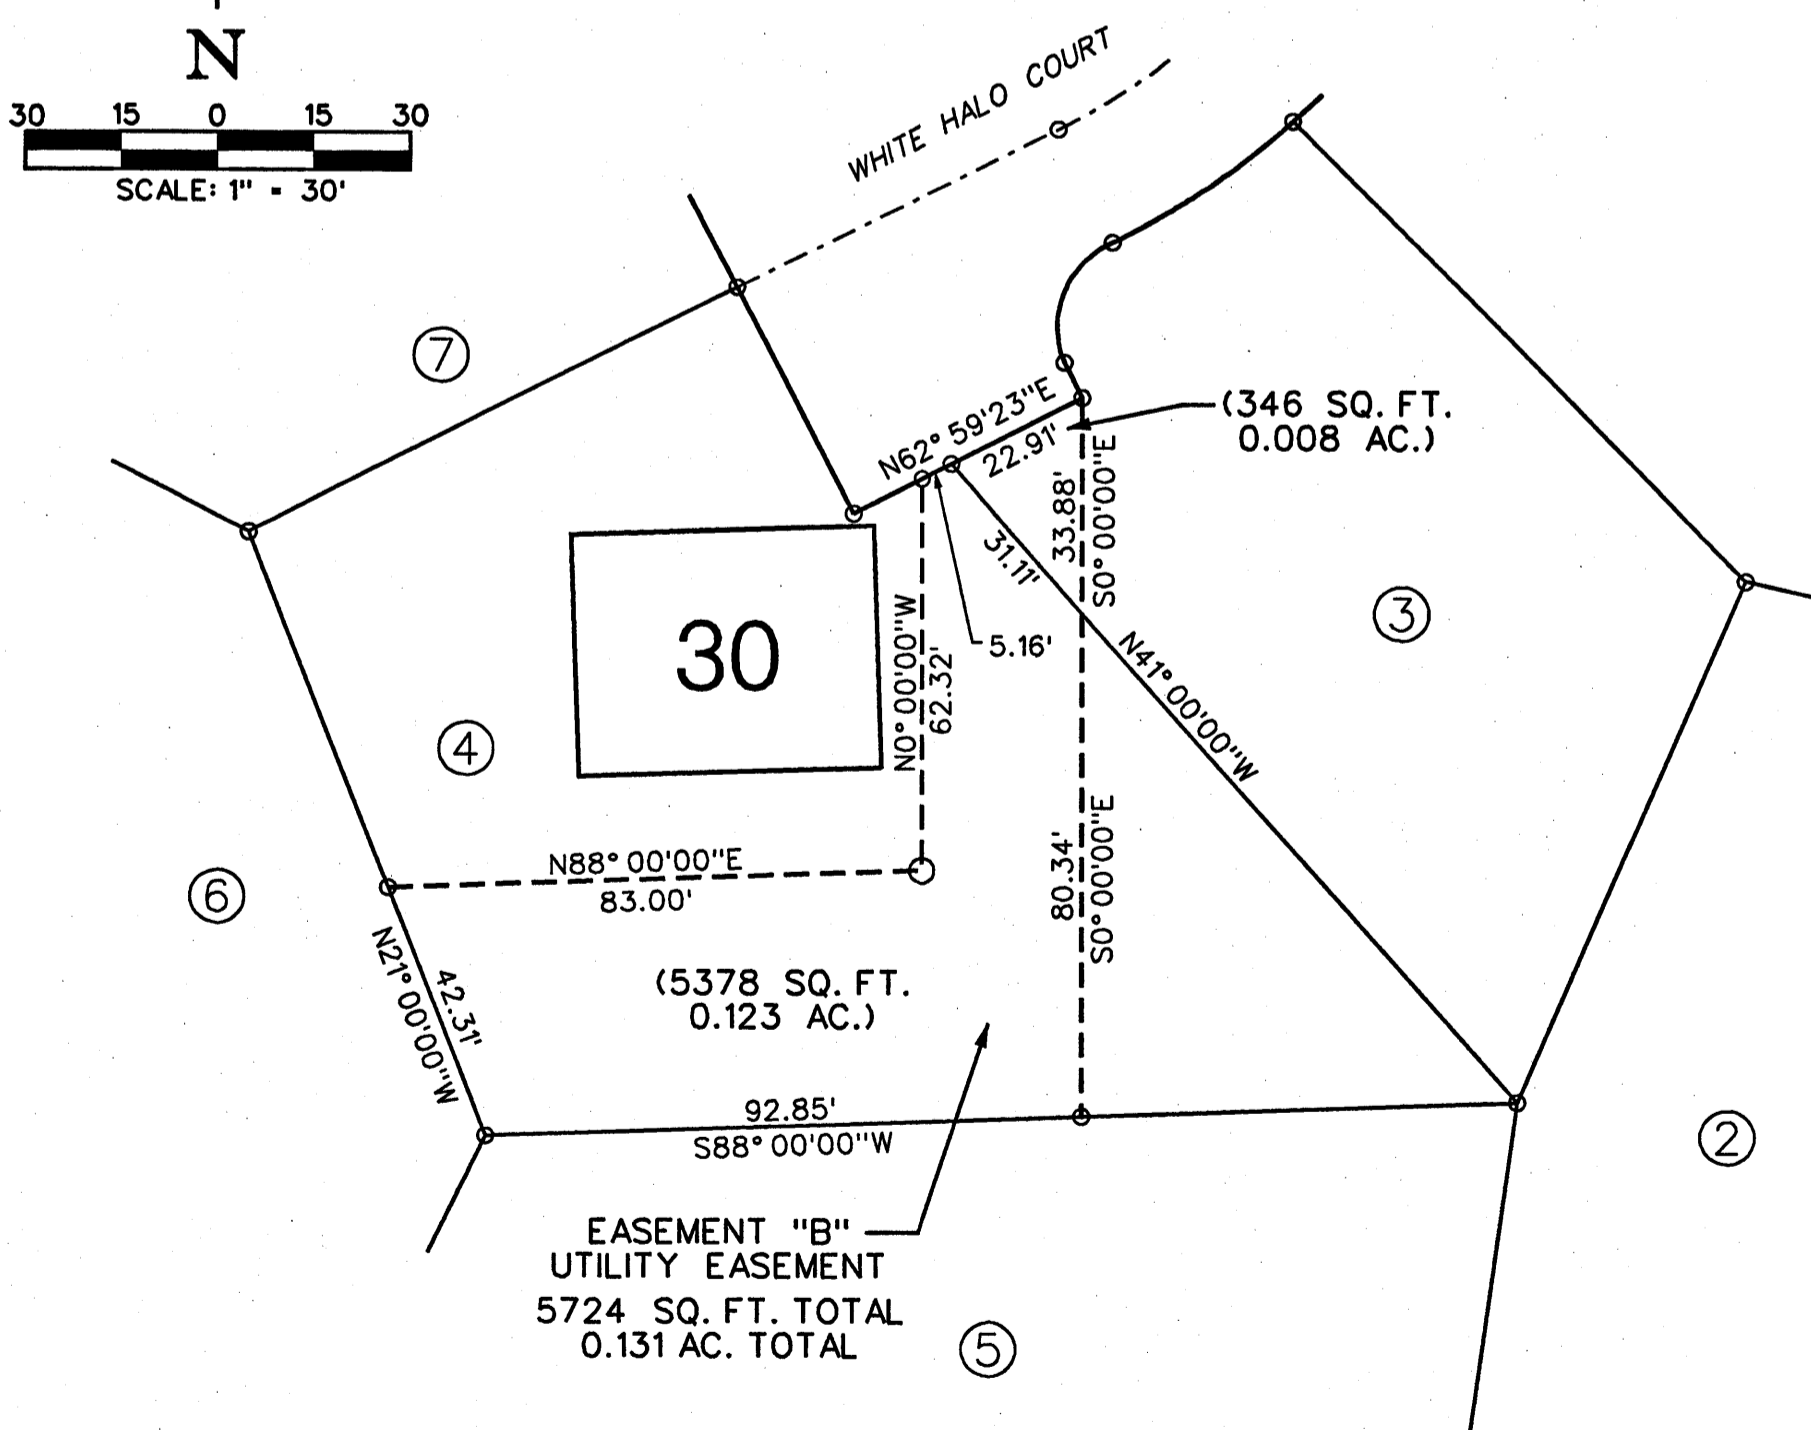 N
30 15 0 15 30
SCALE: 1" = 30'
WHITE HALO COURT
7
N62° 59'23"E
22.91'
(346 SQ. FT.
0.008 AC.)
33.88'
S0° 00'00"E
31.11'
5.16'
3
30
N0° 00'00"W
62.32'
N41° 00'00"W
4
N88° 00'00"E
83.00'
80.34'
S0° 00'00"E
6
N21° 00'00"W
42.31'
(5378 SQ. FT.
0.123 AC.)
92.85'
S88° 00'00"W
2
EASEMENT "B"
UTILITY EASEMENT
5724 SQ. FT. TOTAL
0.131 AC. TOTAL
5